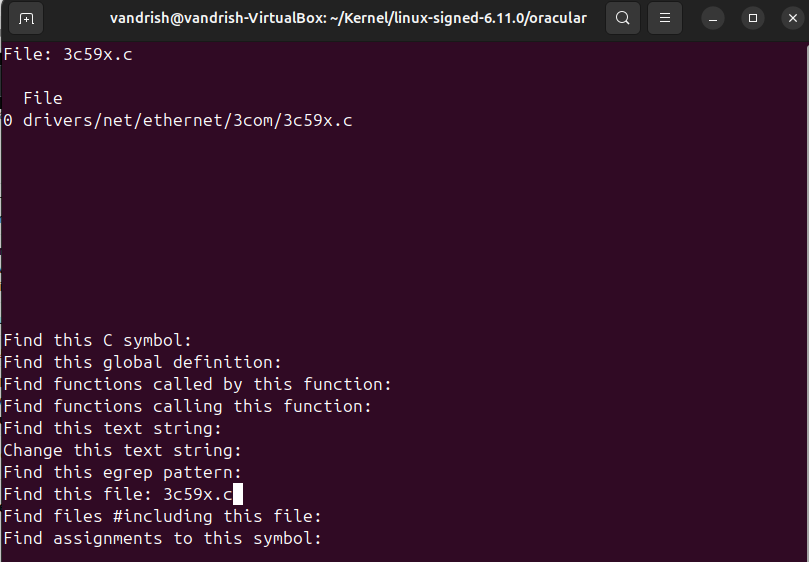 vandrish@vandrish-VirtualBox: ~/Kernel/linux-signed-6.11.0/oracular
File: 3c59x.c
File
0 drivers/net/ethernet/3com/3c59x.c
Find this C symbol:
Find this global definition:
Find functions called by this function:
Find functions calling this function:
Find this text string:
Change this text string:
Find this egrep pattern:
Find this file: 3c59x.c
Find files #including this file:
Find assignments to this symbol: